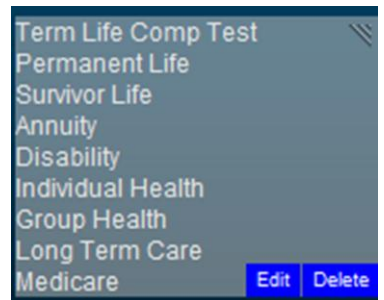 Term Life Comp Test
Permanent Life
Survivor Life
Annuity
Disability
Individual Health
Group Health
Long Term Care
Medicare Edit Delete